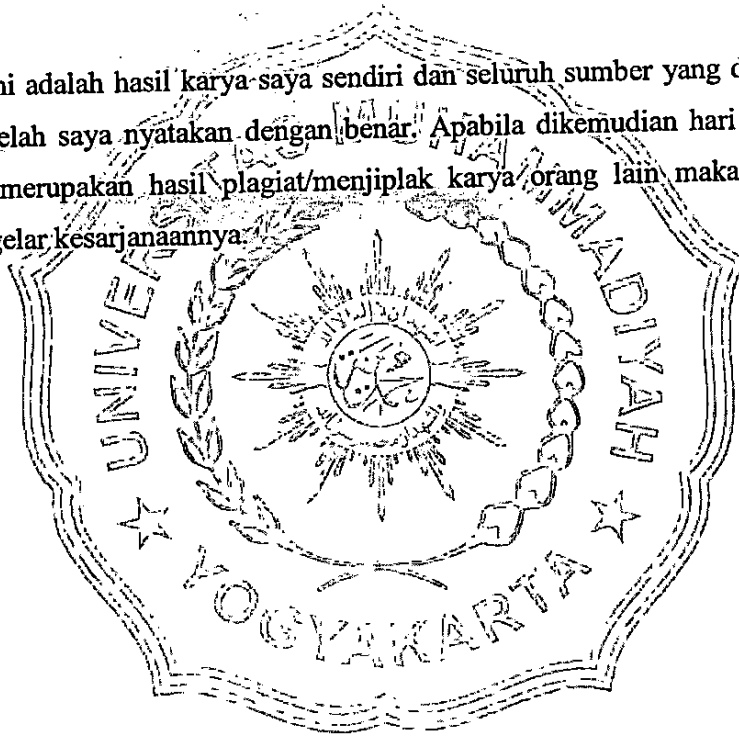 ni adalah hasil karya saya sendiri dan seluruh sumber yang d
elah saya nyatakan dengan benar. Apabila dikemudian hari
merupakan hasil plagiat/menjiplak karya orang lain maka
gelar kesarjanaannya.
UNIVERSITAS MUHAMMADIYAH
YOGYAKARTA